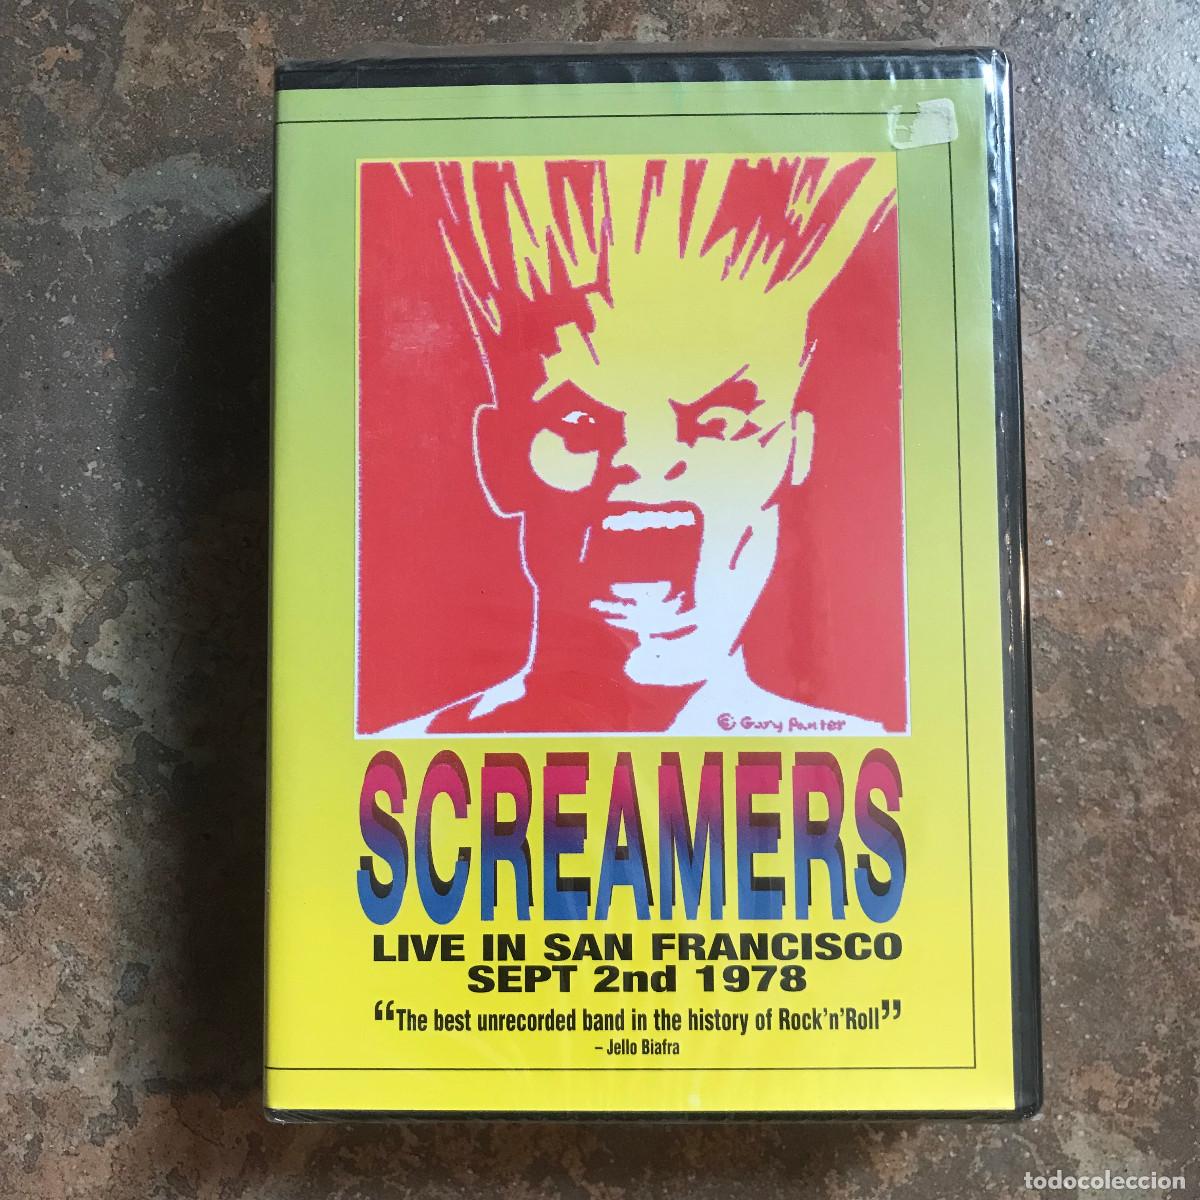 © Gary Panter
SCREAMERS
LIVE IN SAN FRANCISCO
SEPT 2nd 1978
“The best unrecorded band in the history of Rock'n'Roll”
– Jello Biafra
todocoleccion